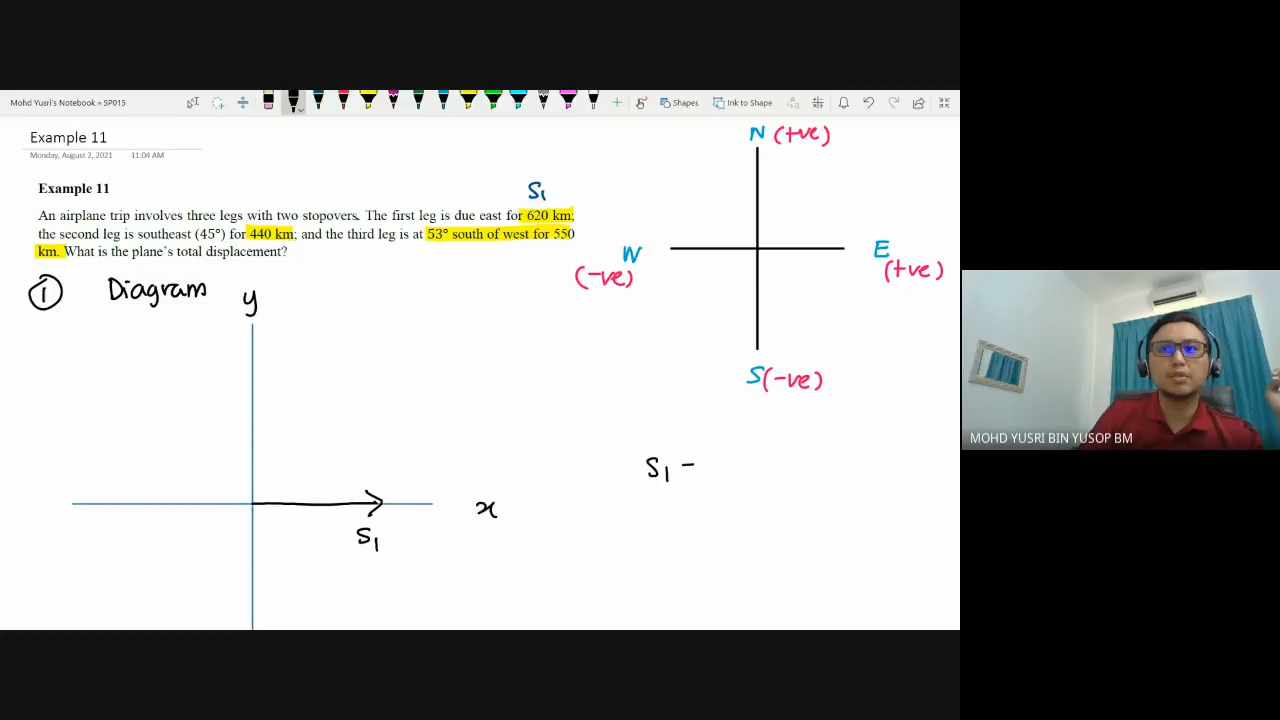 Mohd Yusri's Notebook » SP015
Shapes
Ink to Shape
Example 11
Monday, August 2, 2021 11:04 AM
Example 11
S1
An airplane trip involves three legs with two stopovers. The first leg is due east for 620 km;
the second leg is southeast (45°) for 440 km; and the third leg is at 53° south of west for 550
km. What is the plane's total displacement?
① Diagram
y
x
S1
N (+ve)
W
(-ve)
E
(+ve)
S (-ve)
S1 -
MOHD YUSRI BIN YUSOP BM